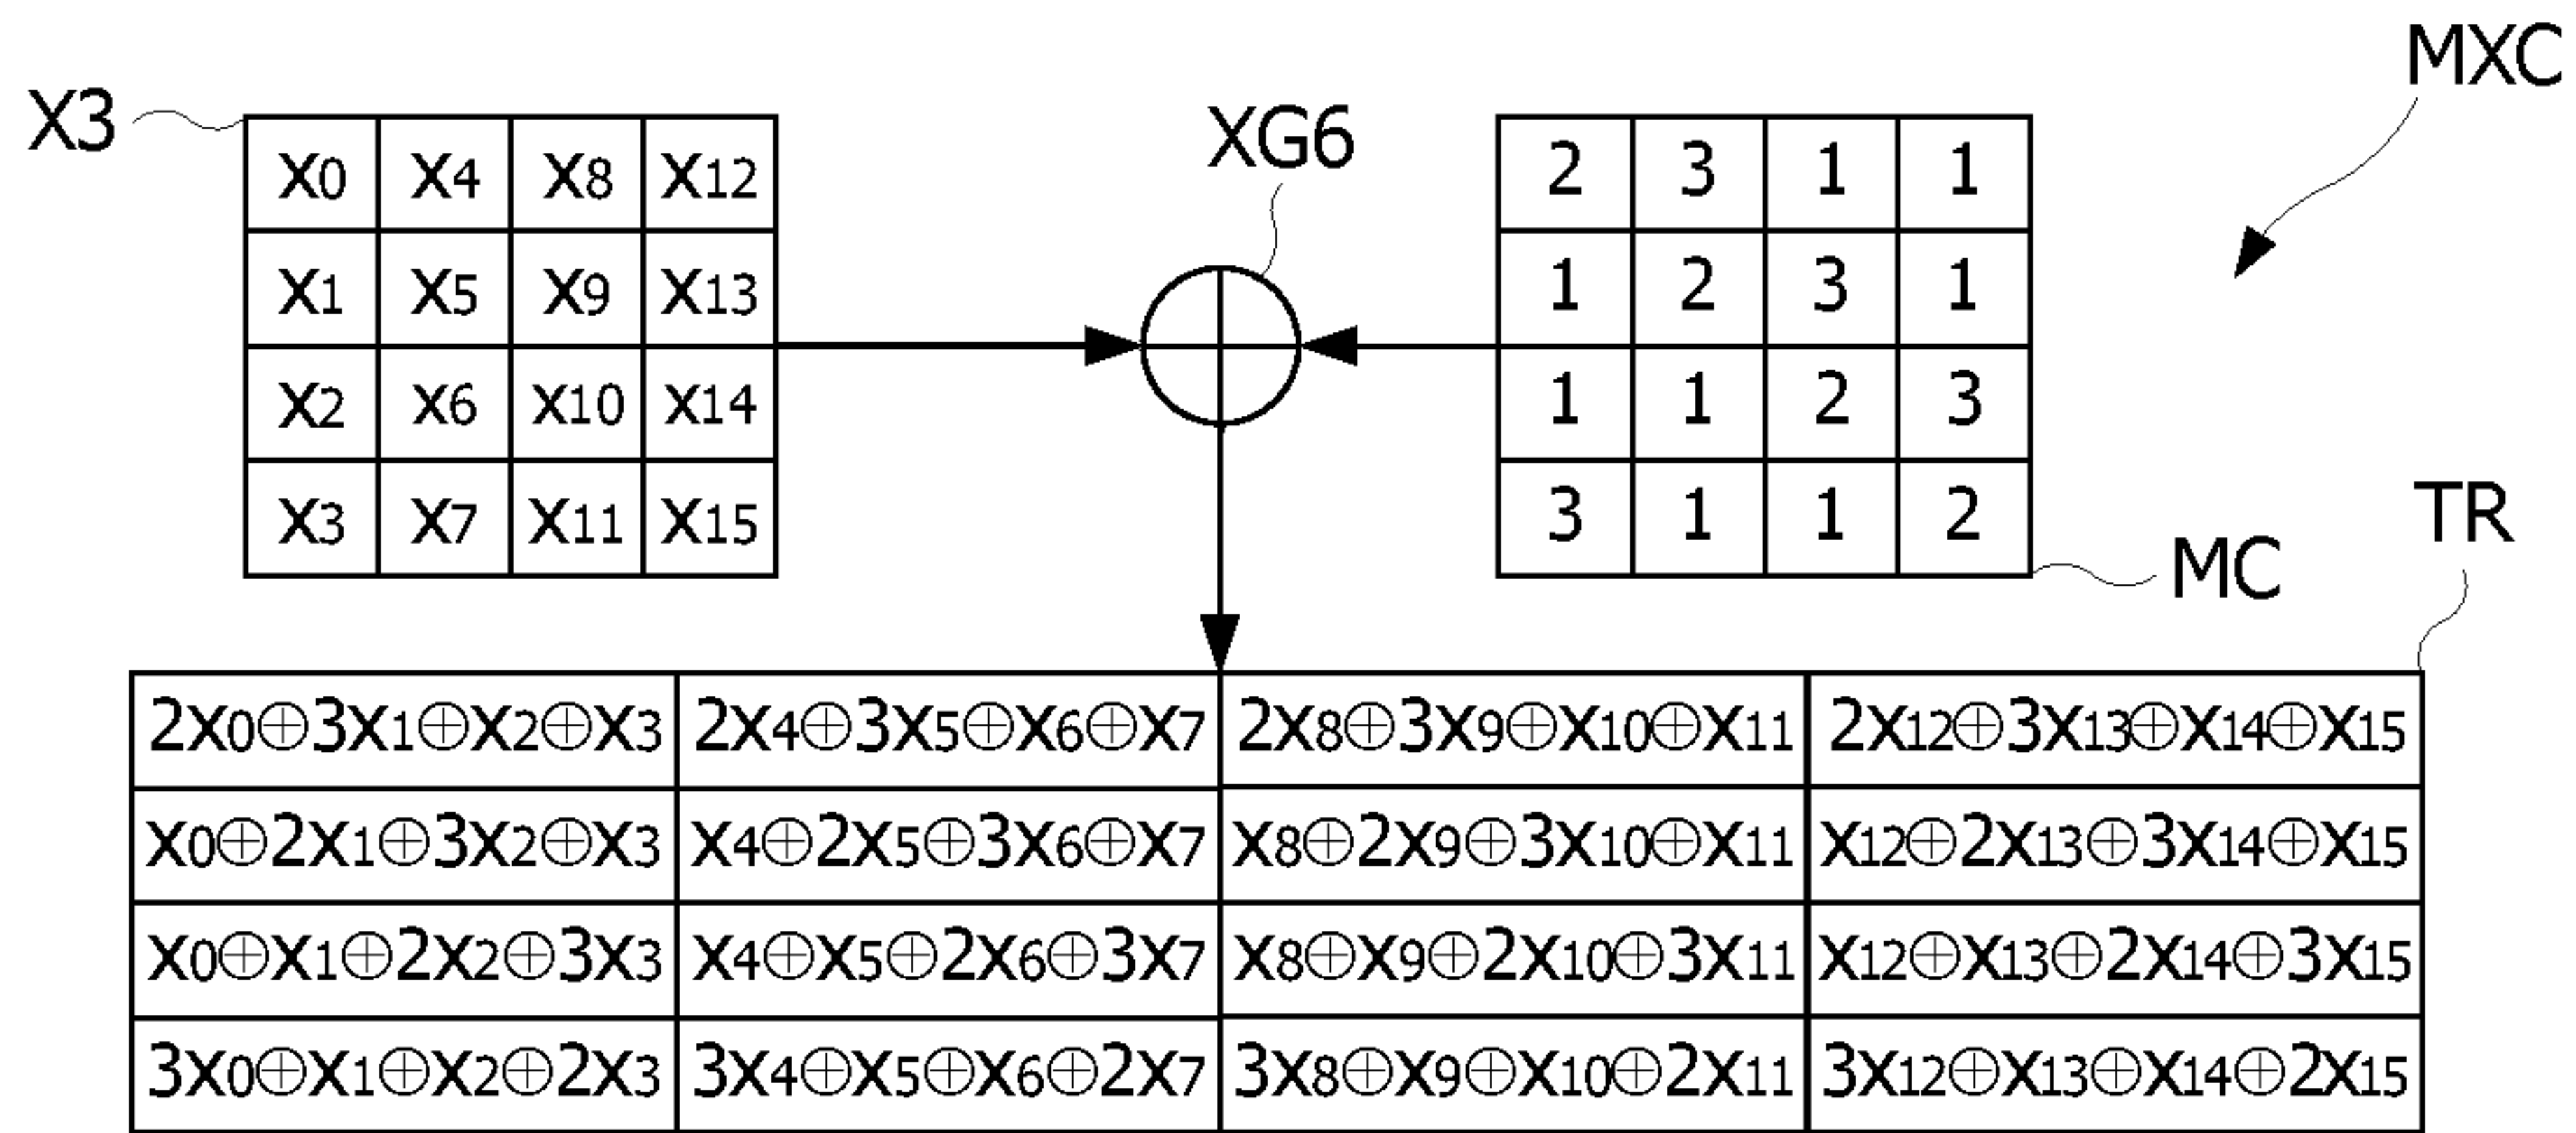 MXC
X3
XG6
X0 X4 X8 X12
X1 X5 X9 X13
X2 X6 X10 X14
X3 X7 X11 X15
2 3 1 1
1 2 3 1
1 1 2 3
3 1 1 2
MC
TR
2X0⊕3X1⊕X2⊕X3 2X4⊕3X5⊕X6⊕X7 2X8⊕3X9⊕X10⊕X11 2X12⊕3X13⊕X14⊕X15
X0⊕2X1⊕3X2⊕X3 X4⊕2X5⊕3X6⊕X7 X8⊕2X9⊕3X10⊕X11 X12⊕2X13⊕3X14⊕X15
X0⊕X1⊕2X2⊕3X3 X4⊕X5⊕2X6⊕3X7 X8⊕X9⊕2X10⊕3X11 X12⊕X13⊕2X14⊕3X15
3X0⊕X1⊕X2⊕2X3 3X4⊕X5⊕X6⊕2X7 3X8⊕X9⊕X10⊕2X11 3X12⊕X13⊕X14⊕2X15